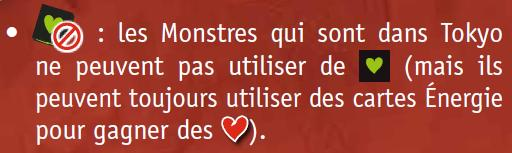 • : les Monstres qui sont dans Tokyo
ne peuvent pas utiliser de (mais ils
peuvent toujours utiliser des cartes Énergie
pour gagner des ).